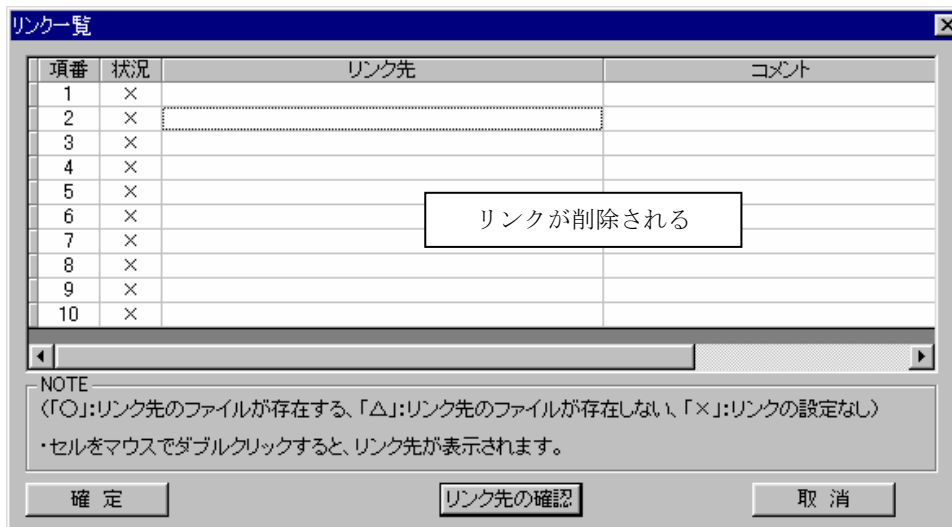 リンク一覧
項番 状況 リンク先 コメント
1 ×
2 ×
3 ×
4 ×
5 ×
6 ×
7 ×
8 ×
9 ×
10 ×
リンクが削除される
NOTE
(「○」:リンク先のファイルが存在する、「△」:リンク先のファイルが存在しない、「×」:リンクの設定なし)
・セルをマウスでダブルクリックすると、リンク先が表示されます。
確 定 リンク先の確認 取 消